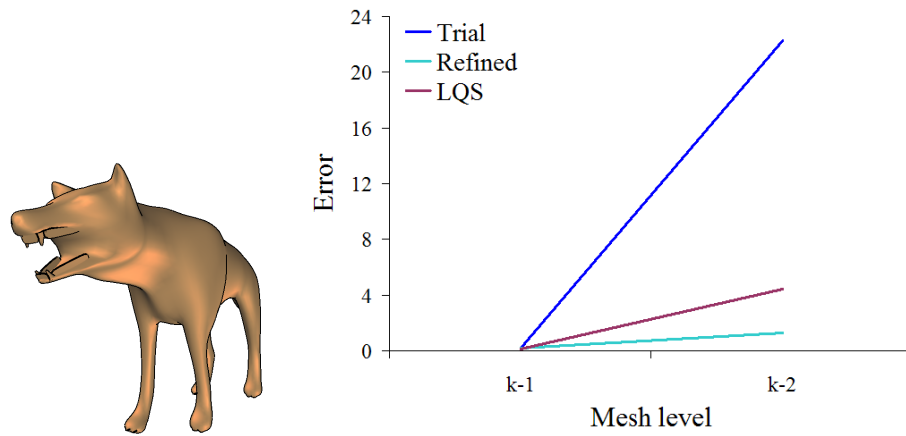 24
20
16
12
8
4
0
Error
Trial
Refined
LQS
k-1
k-2
Mesh level